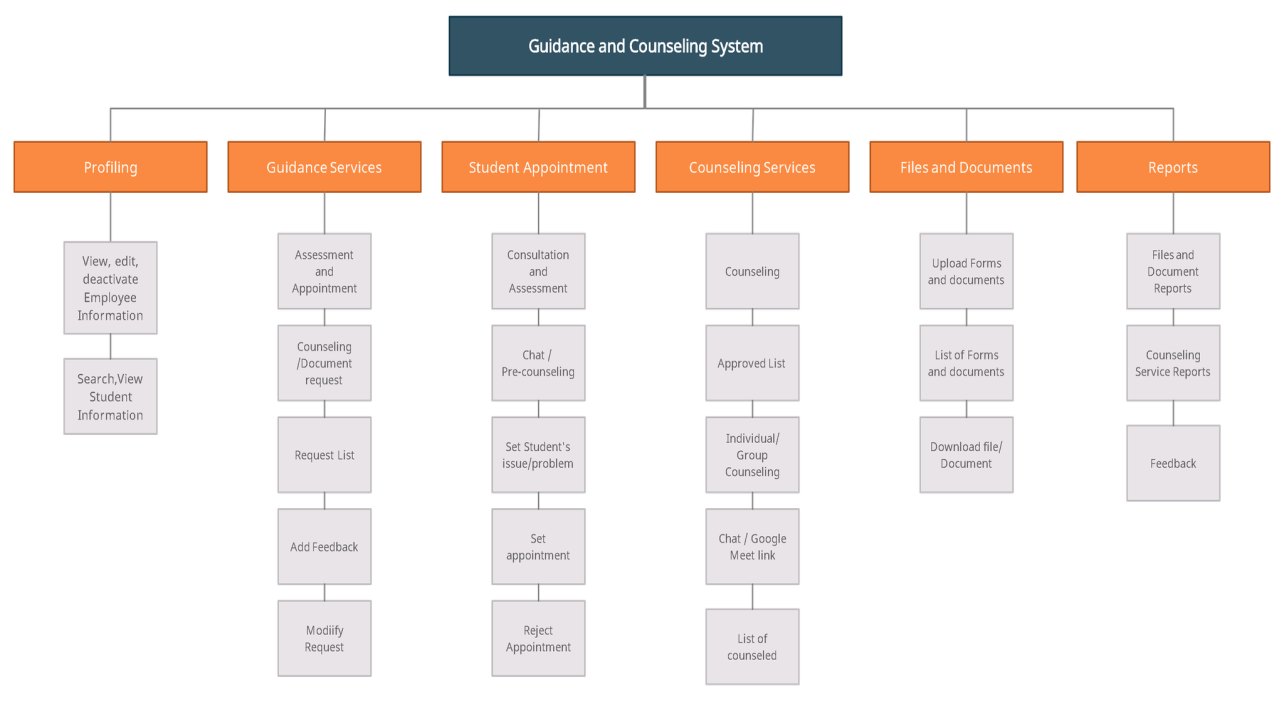 Guidance and Counseling System
Profiling
Guidance Services
Student Appointment
Counseling Services
Files and Documents
Reports
View, edit,
deactivate
Employee
Information
Search,View
Student
Information
Assessment
and
Appointment
Counseling
/Document
request
Request List
Add Feedback
Modiify
Request
Consultation
and
Assessment
Chat /
Pre-counseling
Set Student's
issue/problem
Set
appointment
Reject
Appointment
Counseling
Approved List
Individual/
Group
Counseling
Chat / Google
Meet link
List of
counseled
Upload Forms
and documents
List of Forms
and documents
Download file/
Document
Files and
Document
Reports
Counseling
Service Reports
Feedback